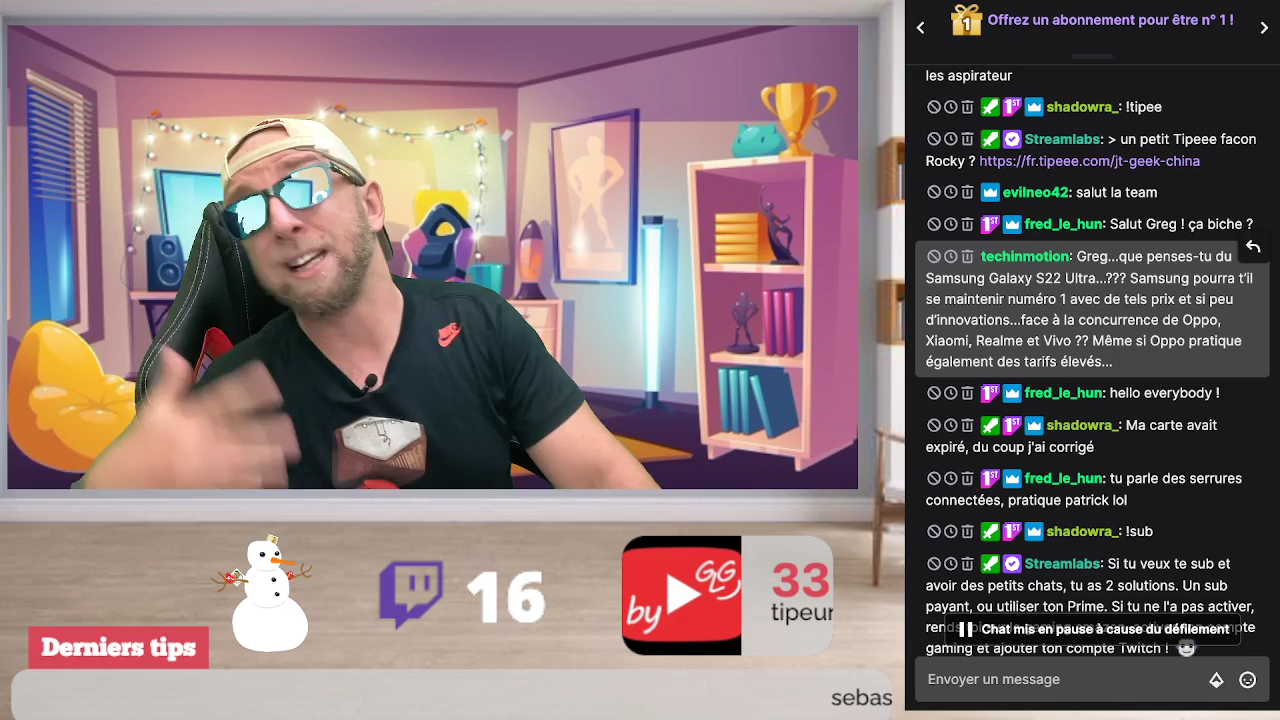 Offrez un abonnement pour être n° 1 !
1
les aspirateur
shadowra_: !tipee
Streamlabs: > un petit Tipeee facon
Rocky ? https://fr.tipeee.com/jt-geek-china
evilneo42: salut la team
fred_le_hun: Salut Greg ! ça biche ?
techinmotion: Greg...que penses-tu du
Samsung Galaxy S22 Ultra...??? Samsung pourra t'il
se maintenir numéro 1 avec de tels prix et si peu
d'innovations...face à la concurrence de Oppo,
Xiaomi, Realme et Vivo ?? Même si Oppo pratique
également des tarifs élevés...
fred_le_hun: hello everybody !
shadowra_: Ma carte avait
expiré, du coup j'ai corrigé
fred_le_hun: tu parle des serrures
connectées, pratique patrick lol
shadowra_: !sub
Streamlabs: Si tu veux te sub et
avoir des petits chats, tu as 2 solutions. Un sub
payant, ou utiliser ton Prime. Si tu ne l'a pas activer,
Chat mis en pause à cause du défilement
gaming et ajouter ton compte Twitch !
Envoyer un message
16
by GG
33
tipeur
Derniers tips
sebas